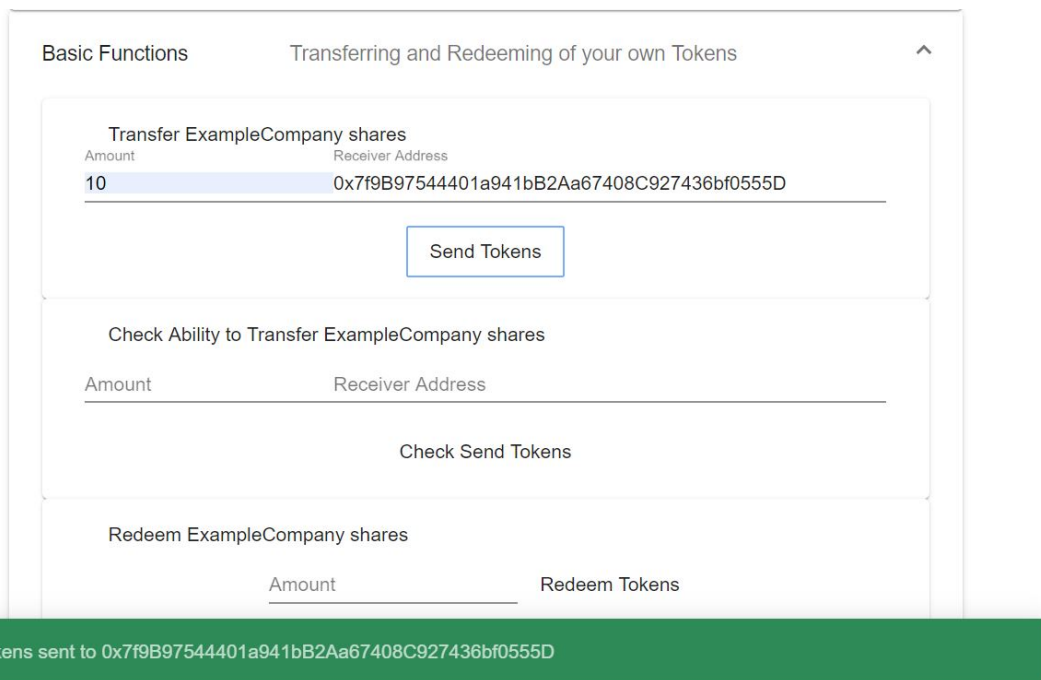 Basic Functions Transferring and Redeeming of your own Tokens
Transfer ExampleCompany shares
Amount Receiver Address
10 0x7f9B97544401a941bB2Aa67408C927436bf0555D
Send Tokens
Check Ability to Transfer ExampleCompany shares
Amount Receiver Address
Check Send Tokens
Redeem ExampleCompany shares
Amount Redeem Tokens
sent to 0x7f9B97544401a941bB2Aa67408C927436bf0555D